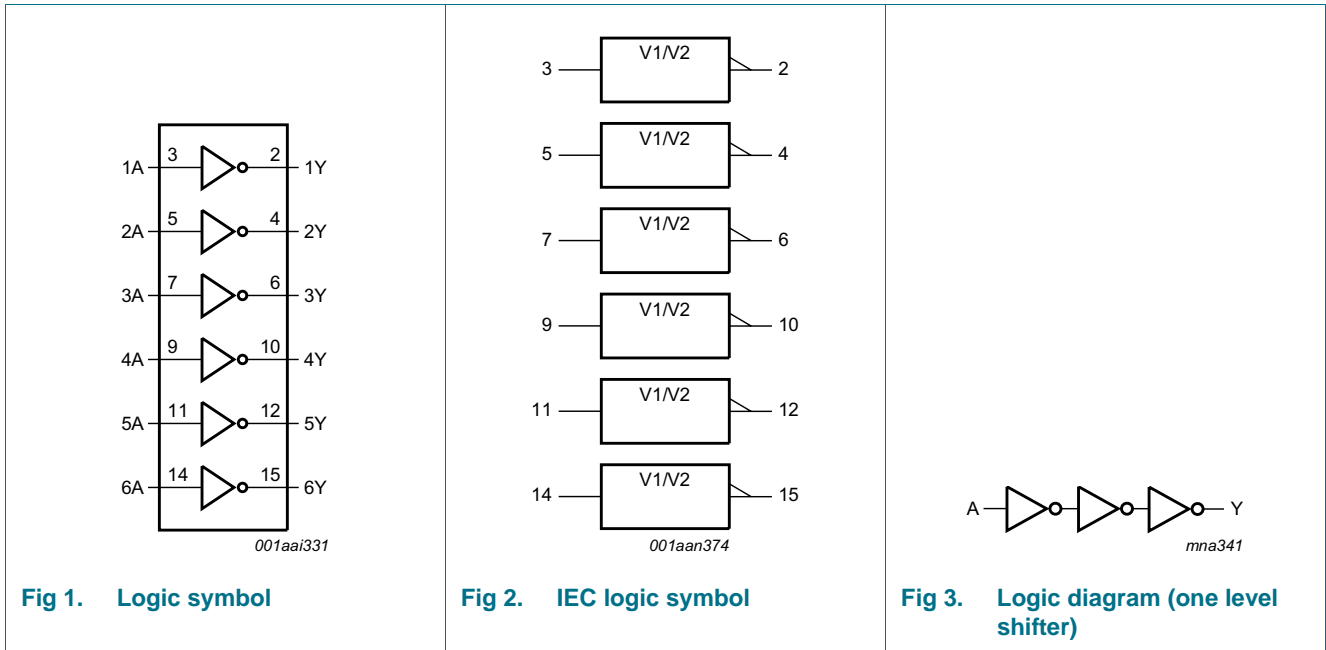 1A 3 2 1Y
2A 5 4 2Y
3A 7 6 3Y
4A 9 10 4Y
5A 11 12 5Y
6A 14 15 6Y
001aai331
Fig 1. Logic symbol
V1/V2
3 2
V1/V2
5 4
V1/V2
7 6
V1/V2
9 10
V1/V2
11 12
V1/V2
14 15
001aan374
Fig 2. IEC logic symbol
A Y
mna341
Fig 3. Logic diagram (one level
shifter)